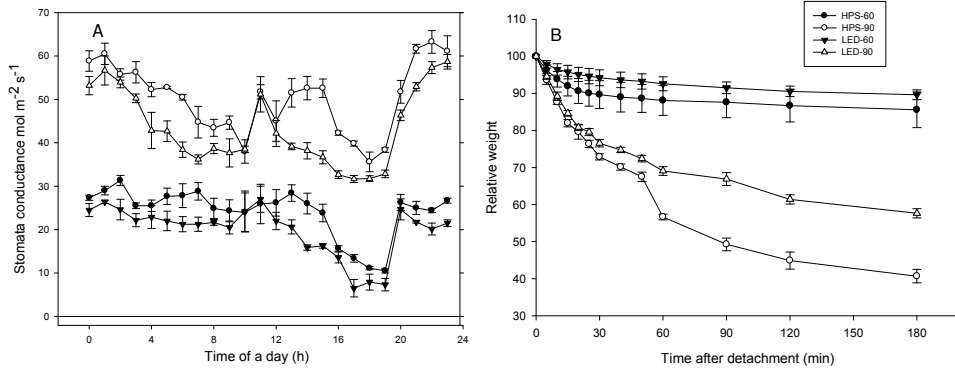 A
70
60
50
40
30
20
10
0
Stomata conductance mol m-2 s-1
0 4 8 12 16 20 24
Time of a day (h)
B
HPS-60
HPS-90
LED-60
LED-90
110
100
90
80
70
60
50
40
30
Relative weight
0 30 60 90 120 150 180
Time after detachment (min)